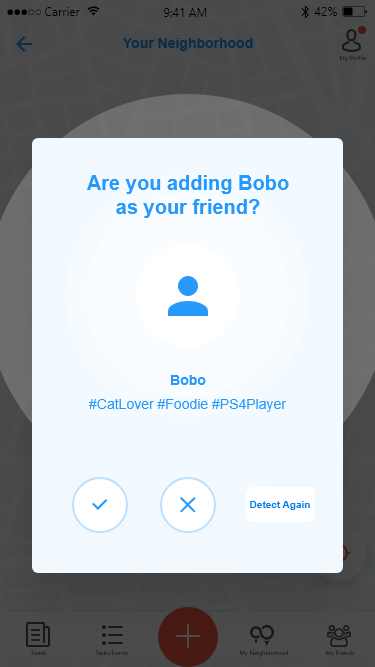 Carrier 9:41 AM 42%
Your Neighborhood
My Profile
Are you adding Bobo
as your friend?
Bobo
#CatLover #Foodie #PS4Player
Detect Again
Feeds Tasks/Events My Neighborhood My Friends